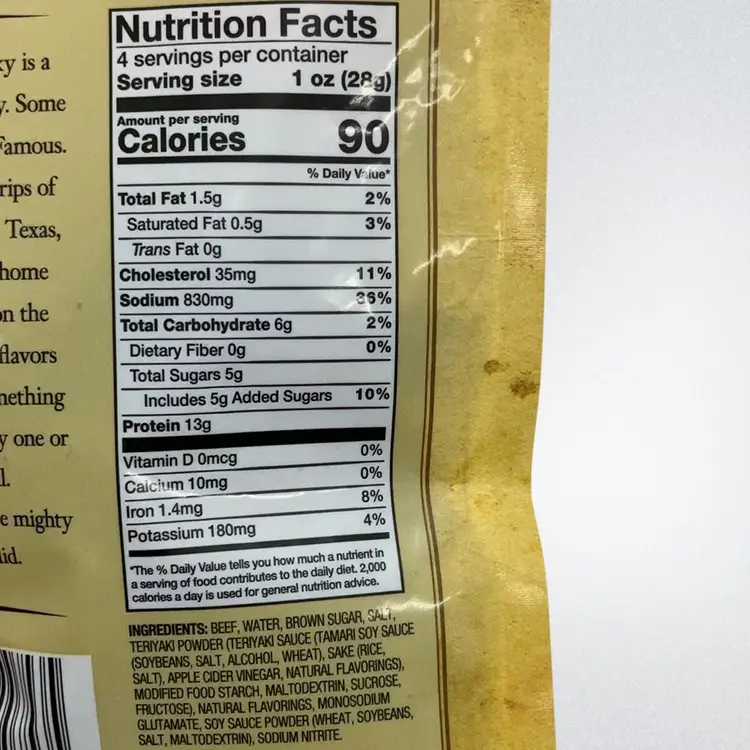 y is a
y. Some
Famous.
rips of
Texas,
home
on the
flavors
mething
y one or
l.
e mighty
lid.
Nutrition Facts
4 servings per container
Serving size 1 oz (28g)
Amount per serving
Calories 90
% Daily Value*
Total Fat 1.5g 2%
Saturated Fat 0.5g 3%
Trans Fat 0g
Cholesterol 35mg 11%
Sodium 830mg 36%
Total Carbohydrate 6g 2%
Dietary Fiber 0g 0%
Total Sugars 5g
Includes 5g Added Sugars 10%
Protein 13g
Vitamin D 0mcg 0%
Calcium 10mg 0%
Iron 1.4mg 8%
Potassium 180mg 4%
*The % Daily Value tells you how much a nutrient in
a serving of food contributes to the daily diet. 2,000
calories a day is used for general nutrition advice.
INGREDIENTS: BEEF, WATER, BROWN SUGAR, SALT,
TERIYAKI POWDER (TERIYAKI SAUCE (TAMARI SOY SAUCE
(SOYBEANS, SALT, ALCOHOL, WHEAT), SAKE (RICE,
SALT), APPLE CIDER VINEGAR, NATURAL FLAVORINGS),
MODIFIED FOOD STARCH, MALTODEXTRIN, SUCROSE,
FRUCTOSE), NATURAL FLAVORINGS, MONOSODIUM
GLUTAMATE, SOY SAUCE POWDER (WHEAT, SOYBEANS,
SALT, MALTODEXTRIN), SODIUM NITRITE.